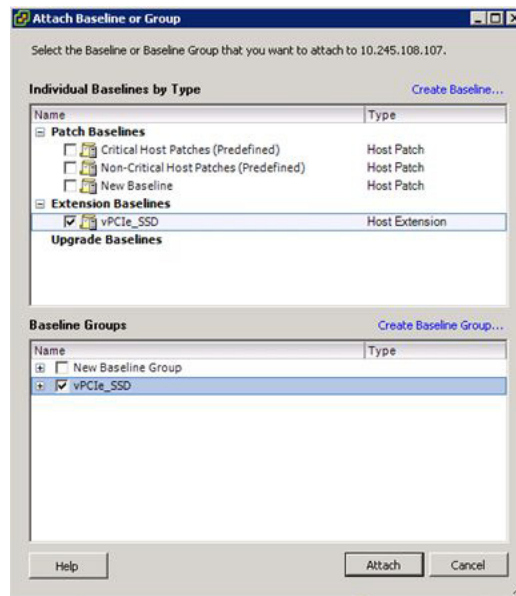 Attach Baseline or Group
Select the Baseline or Baseline Group that you want to attach to 10.245.108.107.
Individual Baselines by Type Create Baseline...
Name Type
Patch Baselines
Critical Host Patches (Predefined) Host Patch
Non-Critical Host Patches (Predefined) Host Patch
New Baseline Host Patch
Extension Baselines
vPCIe_SSD Host Extension
Upgrade Baselines
Baseline Groups Create Baseline Group...
Name Type
New Baseline Group
vPCIe_SSD
Help Attach Cancel